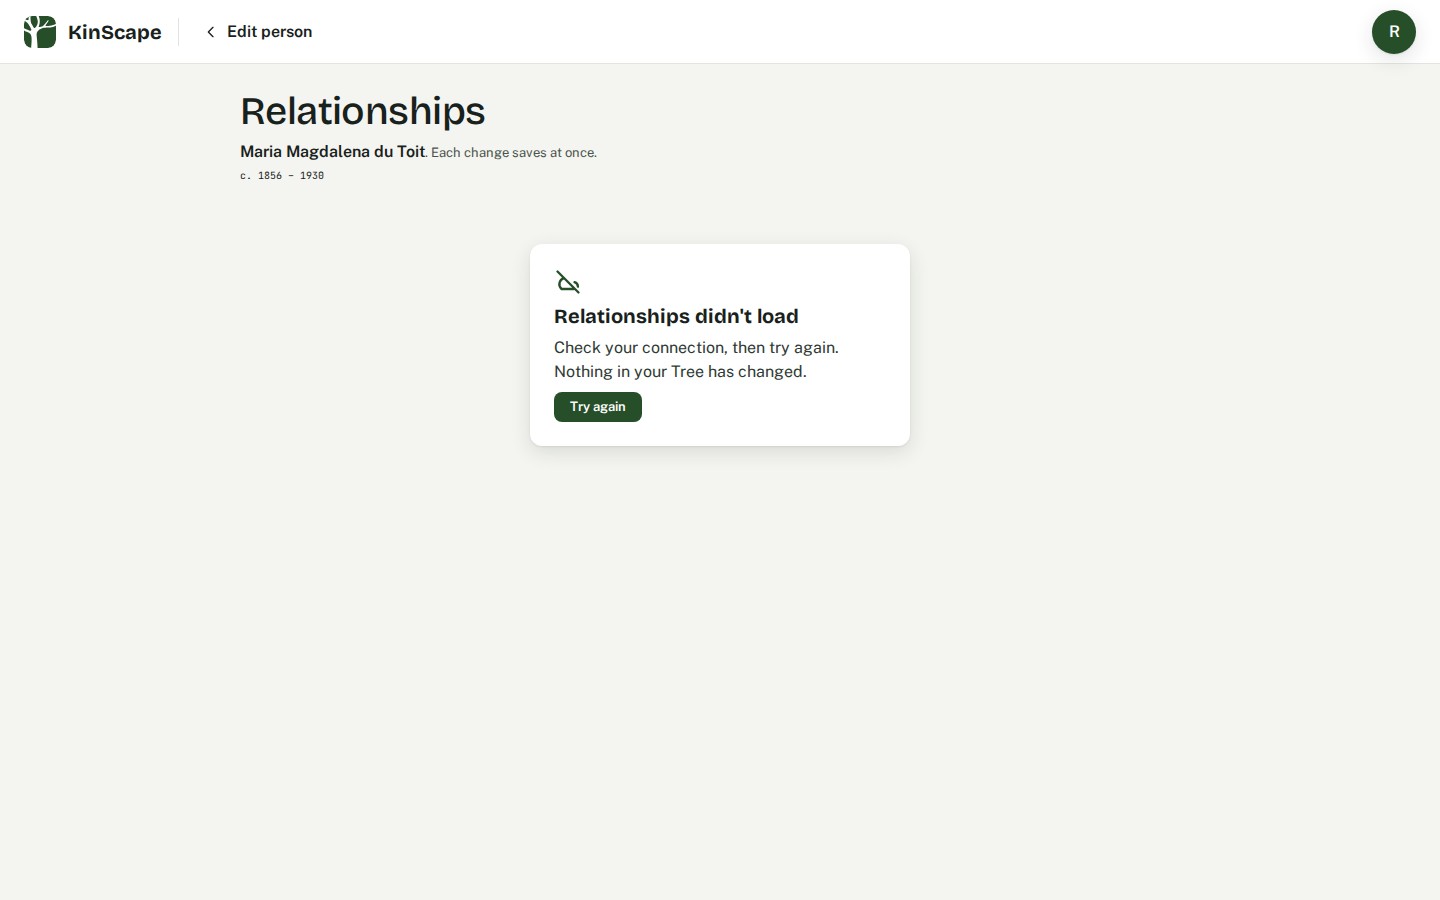 KinScape
Edit person
R
Relationships
Maria Magdalena du Toit. Each change saves at once.
c. 1856 – 1930
Relationships didn't load
Check your connection, then try again.
Nothing in your Tree has changed.
Try again